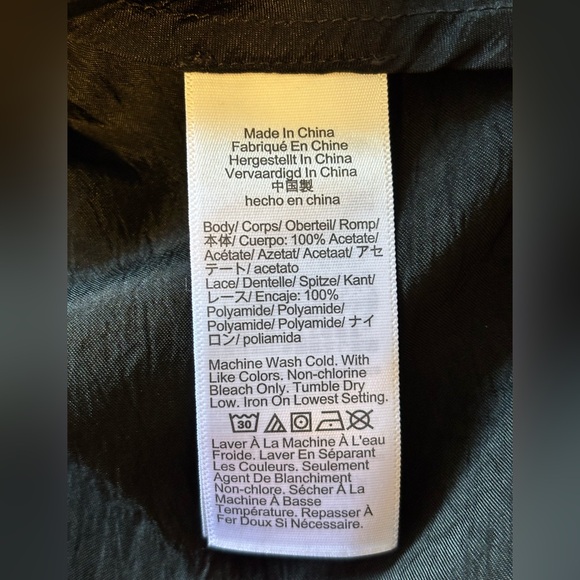 Made In China
Fabriqué En Chine
Hergestellt In China
Vervaardigd In China
中国製
hecho en china
Body/ Corps/ Oberteil/ Romp/
本体/ Cuerpo: 100% Acetate/
Acétate/ Azetat/ Acetaat/ アセ
テート/ acetato
Lace/ Dentelle/ Spitze/ Kant/
レース/ Encaje: 100%
Polyamide/ Polyamide/
Polyamide/ Polyamide/ ナイ
ロン/ poliamida
Machine Wash Cold. With
Like Colors. Non-chlorine
Bleach Only. Tumble Dry
Low. Iron On Lowest Setting.
30
Laver À La Machine À L'eau
Froide. Laver En Séparant
Les Couleurs. Seulement
Agent De Blanchiment
Non-chlore. Sécher À La
Machine À Basse
Température. Repasser À
Fer Doux Si Nécessaire.